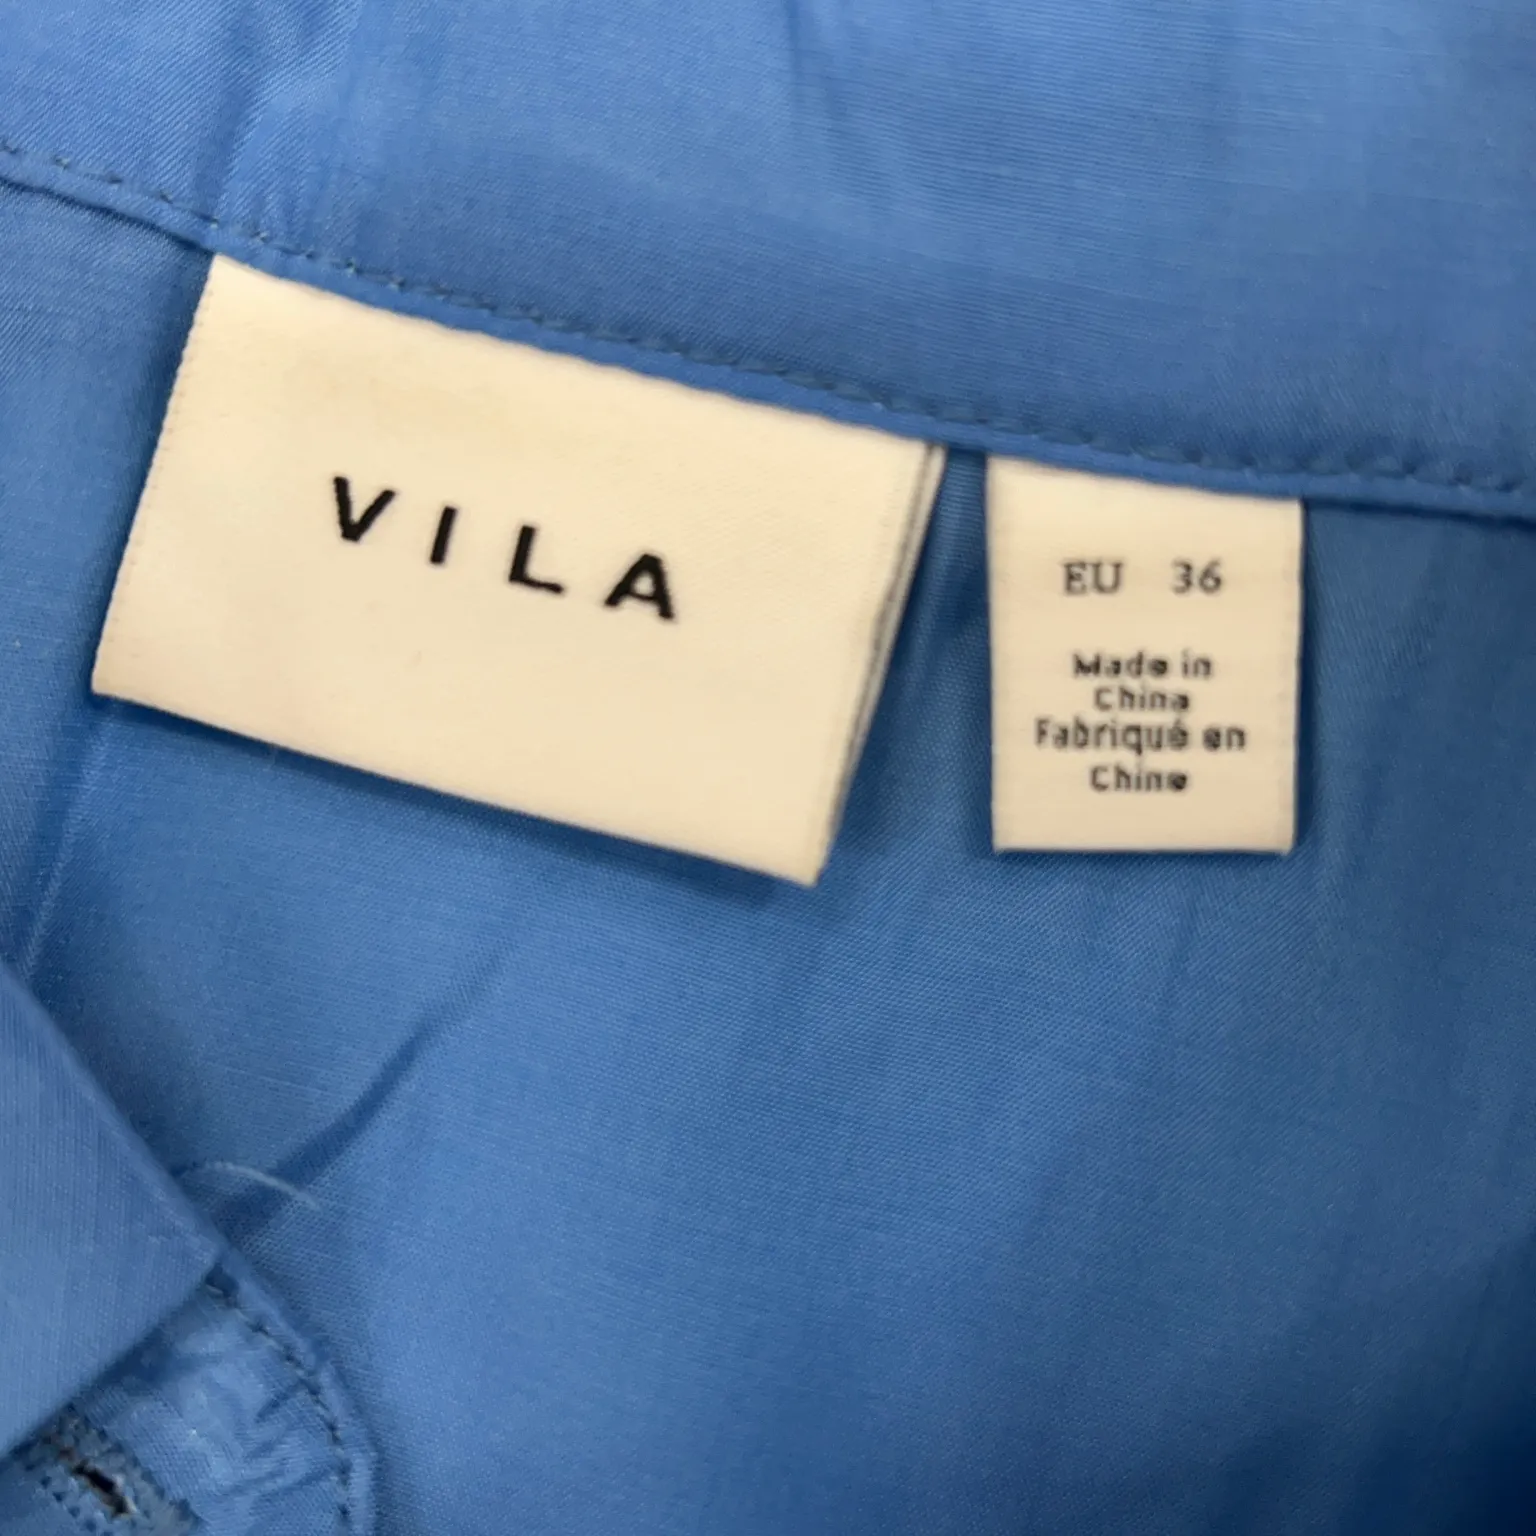 VILA
EU 36
Made in
China
Fabriqué en
Chine